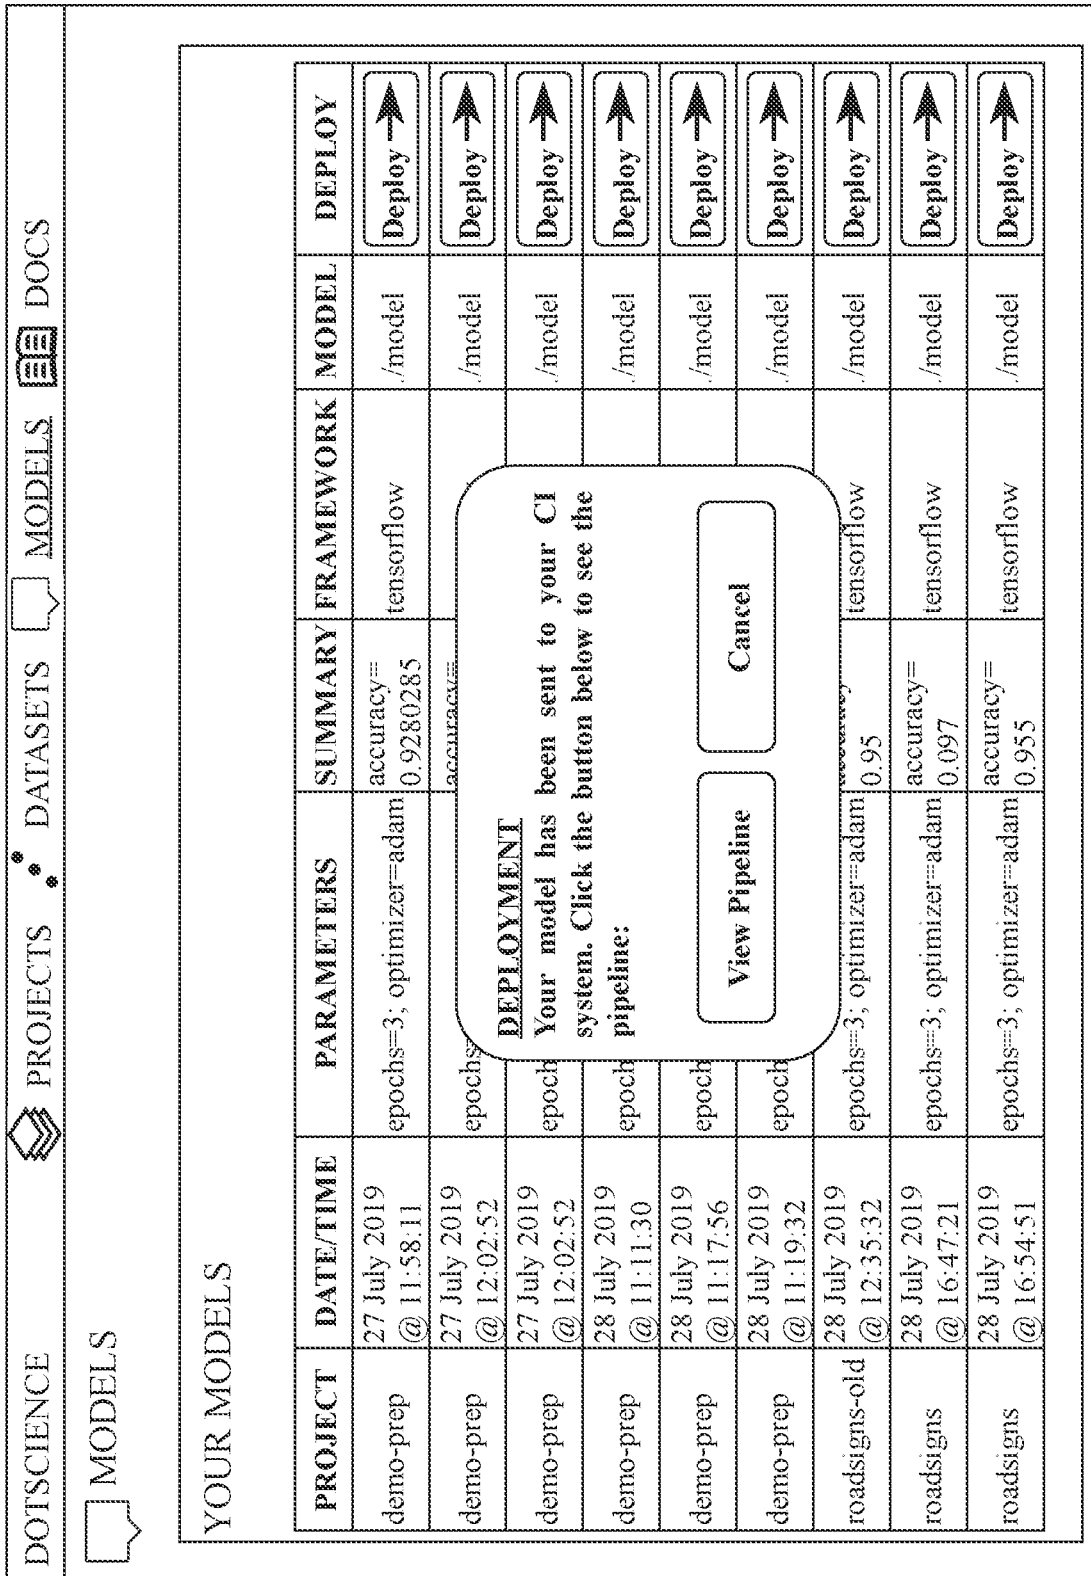 DOTSCIENCE PROJECTS DATASETS MODELS DOCS
MODELS
YOUR MODELS
PROJECT DATE/TIME PARAMETERS SUMMARY FRAMEWORK MODEL DEPLOY
demo-prep 27 July 2019 @ 11:58:11 epochs=3; optimizer=adam accuracy= 0.9280285 tensorflow ./model Deploy
demo-prep 27 July 2019 @ 12:02:52 epochs= accuracy= ./model Deploy
demo-prep 27 July 2019 @ 12:02:52 epoch ./model Deploy
demo-prep 28 July 2019 @ 11:11:30 epoch ./model Deploy
demo-prep 28 July 2019 @ 11:17:56 epoch ./model Deploy
demo-prep 28 July 2019 @ 11:19:32 epoch ./model Deploy
roadsigns-old 28 July 2019 @ 12:35:32 epochs=3; optimizer=adam accuracy 0.95 tensorflow ./model Deploy
roadsigns 28 July 2019 @ 16:47:21 epochs=3; optimizer=adam accuracy= 0.097 tensorflow ./model Deploy
roadsigns 28 July 2019 @ 16:54:51 epochs=3; optimizer=adam accuracy= 0.955 tensorflow ./model Deploy
DEPLOYMENT
Your model has been sent to your CI
system. Click the button below to see the
pipeline:
View Pipeline Cancel